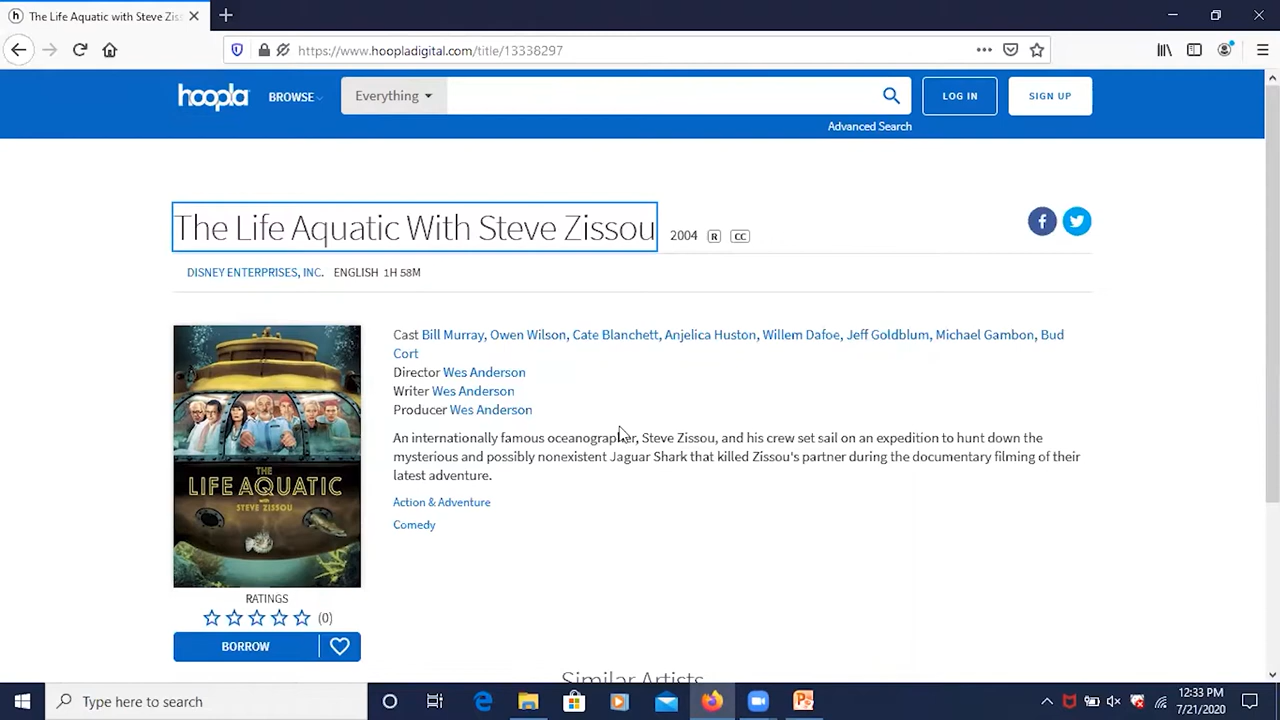 The Life Aquatic with Steve Ziss
https://www.hoopladigital.com/title/13338297
hoopla
BROWSE
Everything
LOG IN
SIGN UP
Advanced Search
The Life Aquatic With Steve Zissou
2004 R CC
DISNEY ENTERPRISES, INC. ENGLISH 1H 58M
Cast Bill Murray, Owen Wilson, Cate Blanchett, Anjelica Huston, Willem Dafoe, Jeff Goldblum, Michael Gambon, Bud
Cort
Director Wes Anderson
Writer Wes Anderson
Producer Wes Anderson
An internationally famous oceanographer, Steve Zissou, and his crew set sail on an expedition to hunt down the
mysterious and possibly nonexistent Jaguar Shark that killed Zissou's partner during the documentary filming of their
latest adventure.
Action & Adventure
Comedy
THE
LIFE AQUATIC
with
STEVE ZISSOU
RATINGS
(0)
BORROW
Similar Artists
Type here to search
12:33 PM
7/21/2020